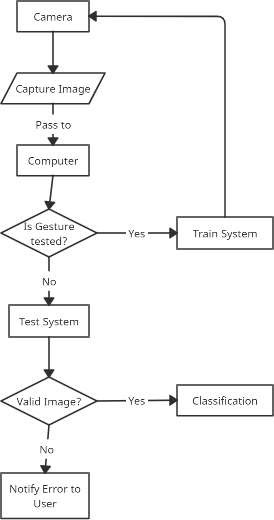 Camera
Capture Image
Pass to
Computer
Is Gesture
tested?
Yes
Train System
No
Test System
Valid Image?
Yes
Classification
No
Notify Error to
User